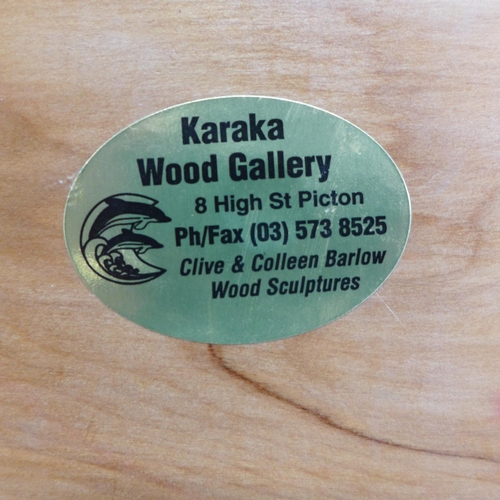 Karaka
Wood Gallery
8 High St Picton
Ph/Fax (03) 573 8525
Clive & Colleen Barlow
Wood Sculptures